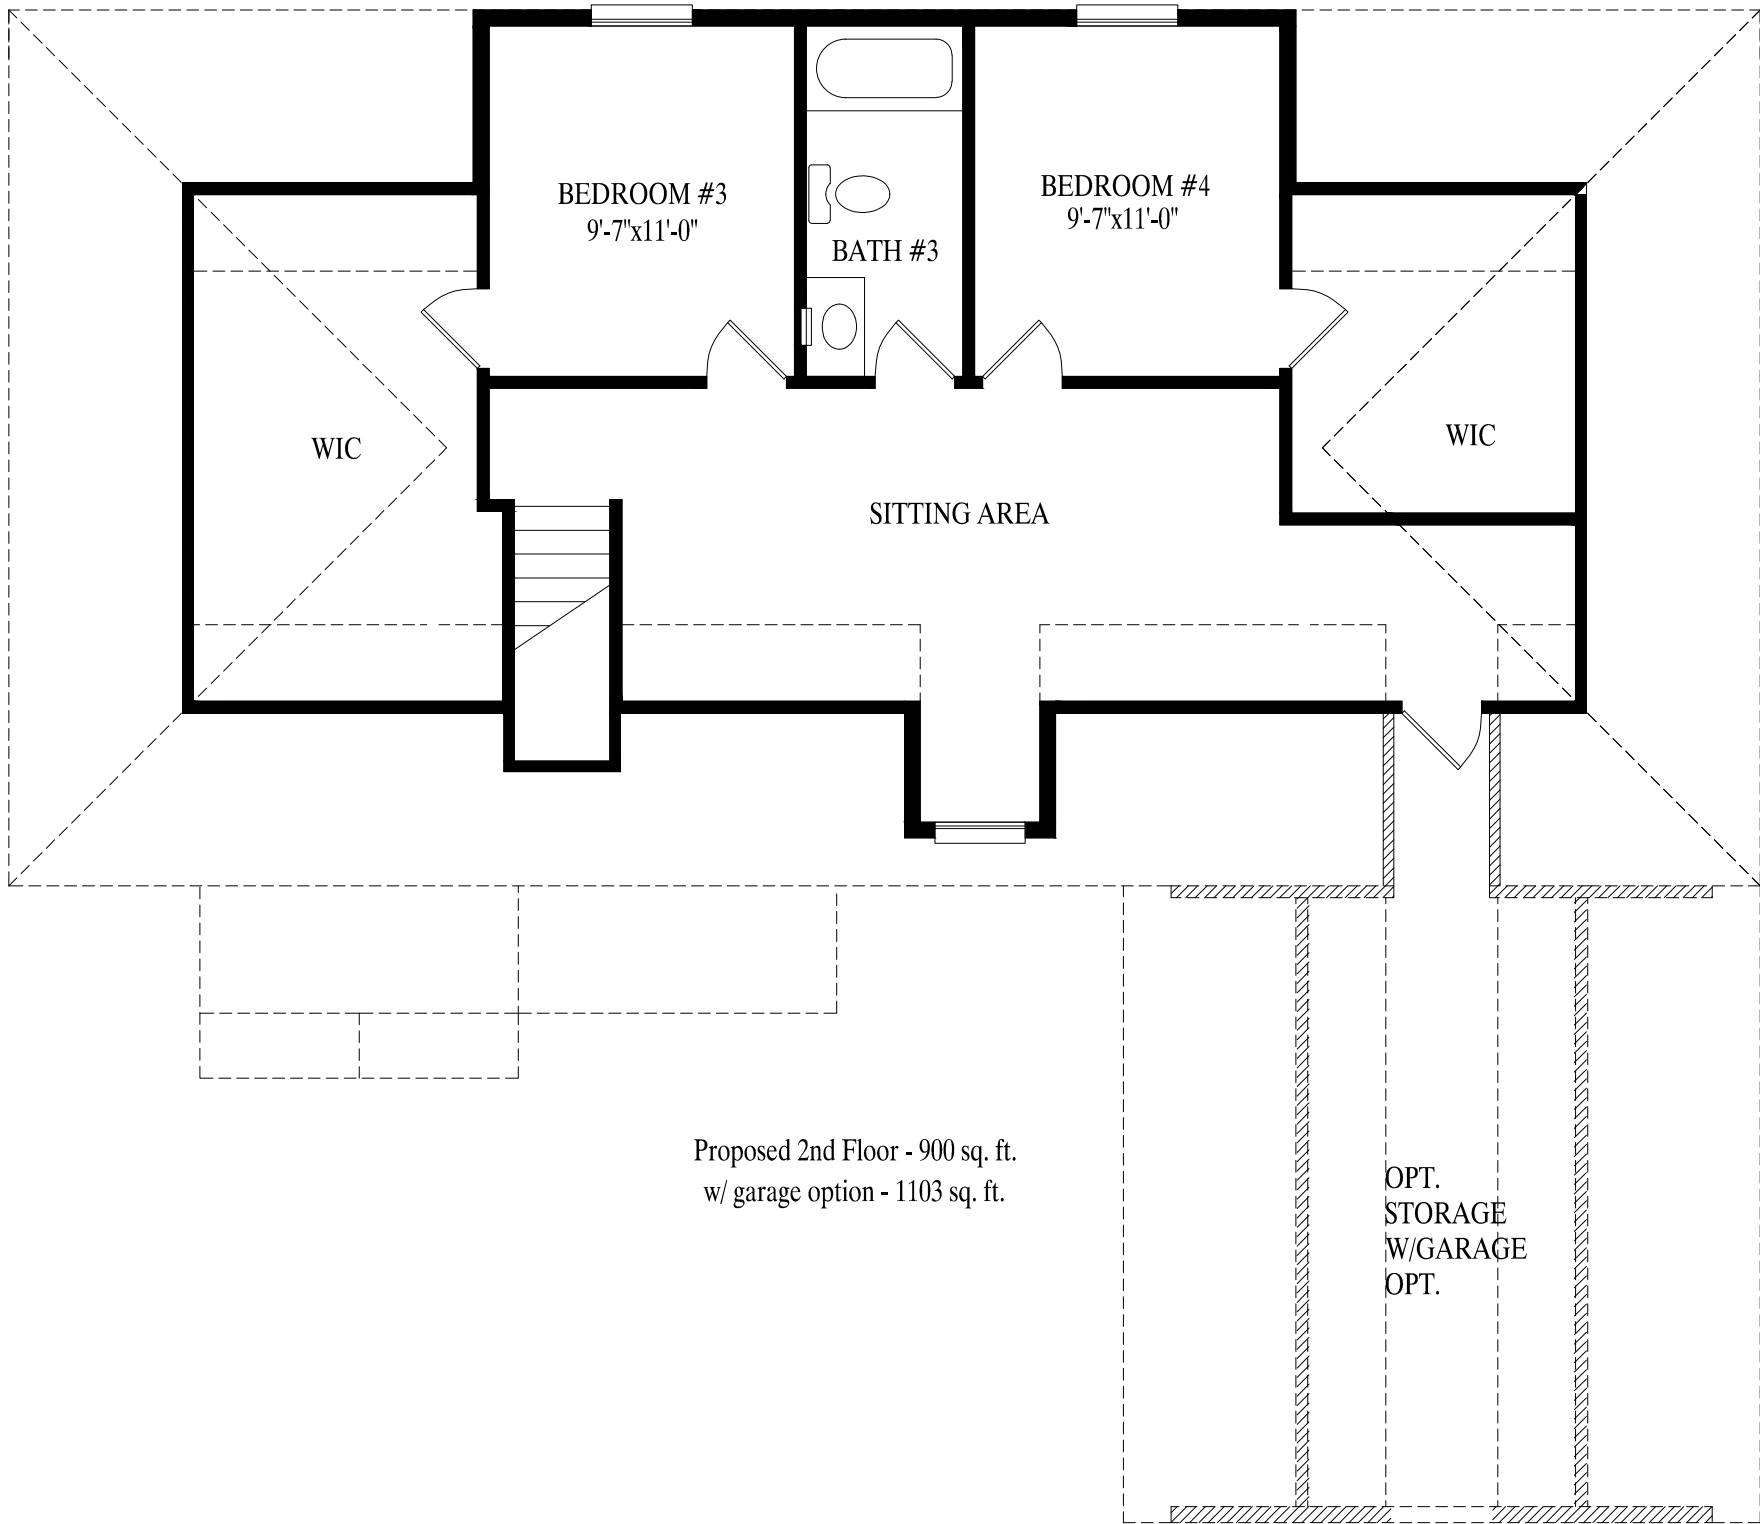 BEDROOM #3
9'-7"x11'-0"
BATH #3
BEDROOM #4
9'-7"x11'-0"
WIC
WIC
SITTING AREA
Proposed 2nd Floor - 900 sq. ft.
w/ garage option - 1103 sq. ft.
OPT.
STORAGE
W/GARAGE
OPT.